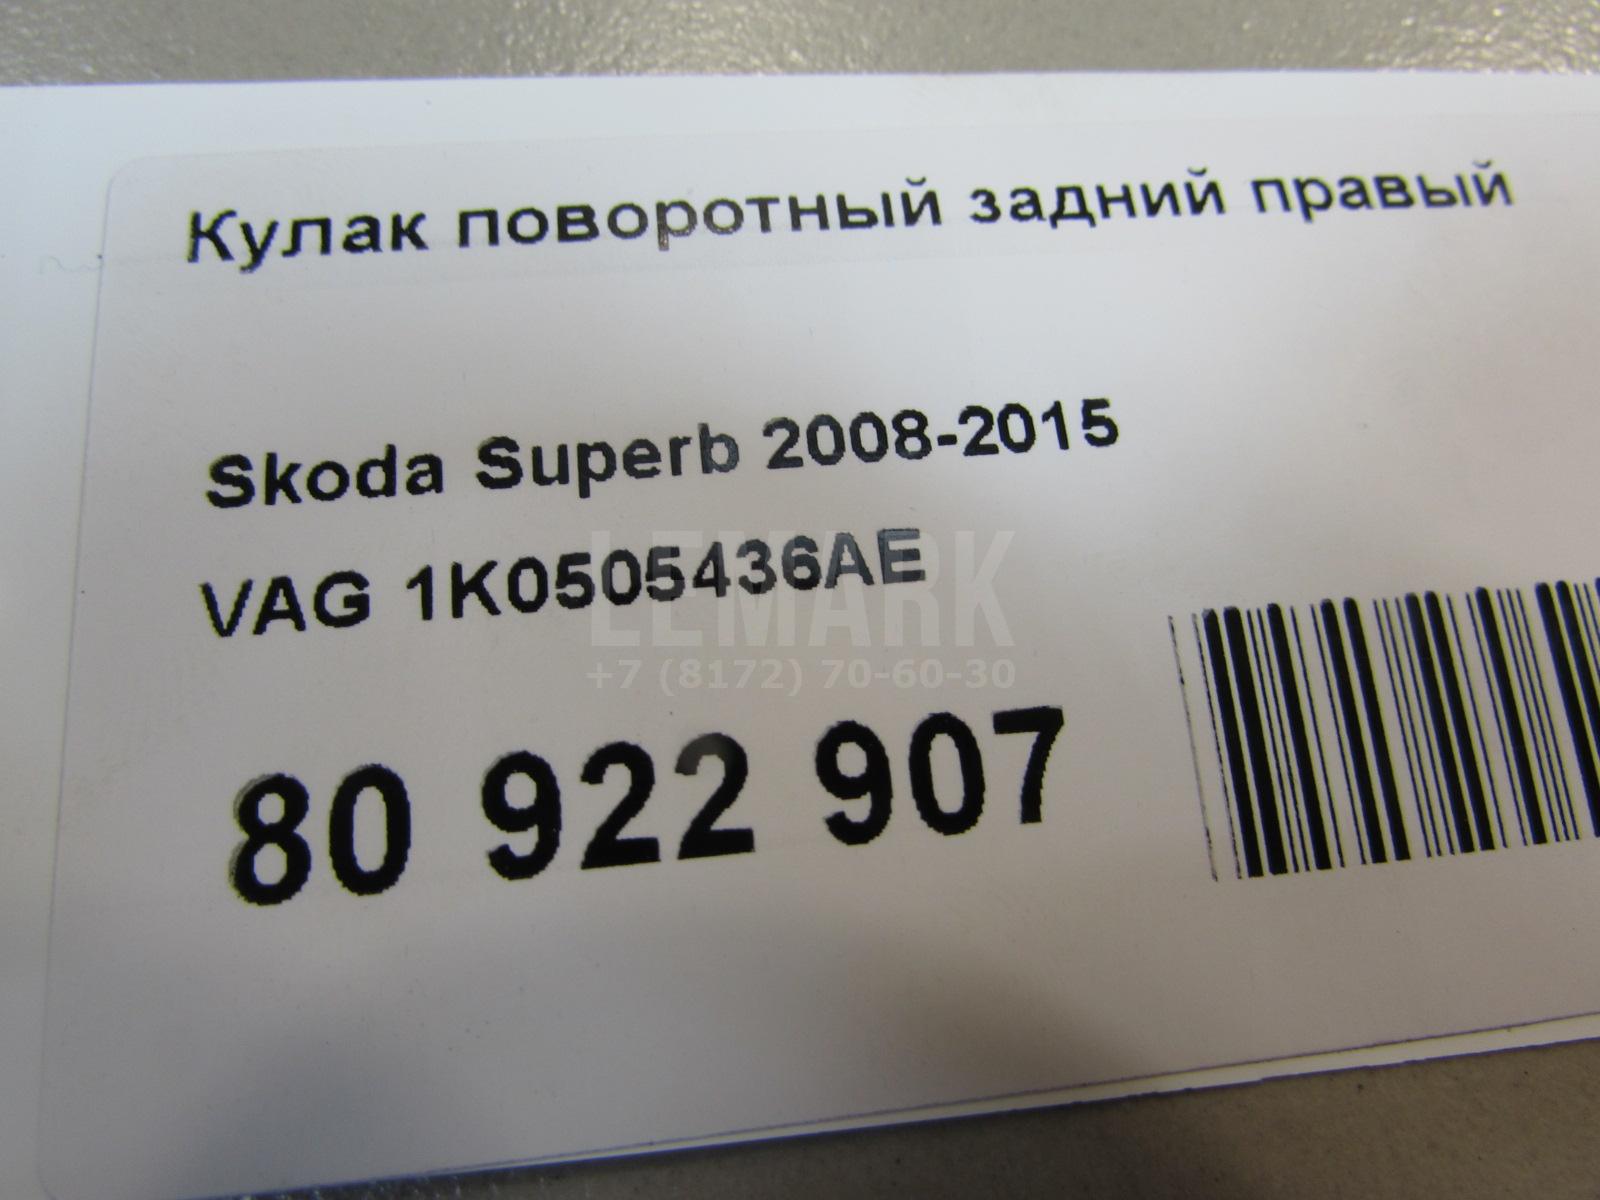 Кулак поворотный задний правый
Skoda Superb 2008-2015
VAG 1K0505436AE
LEMARK
+7 (8172) 70-60-30
80 922 907